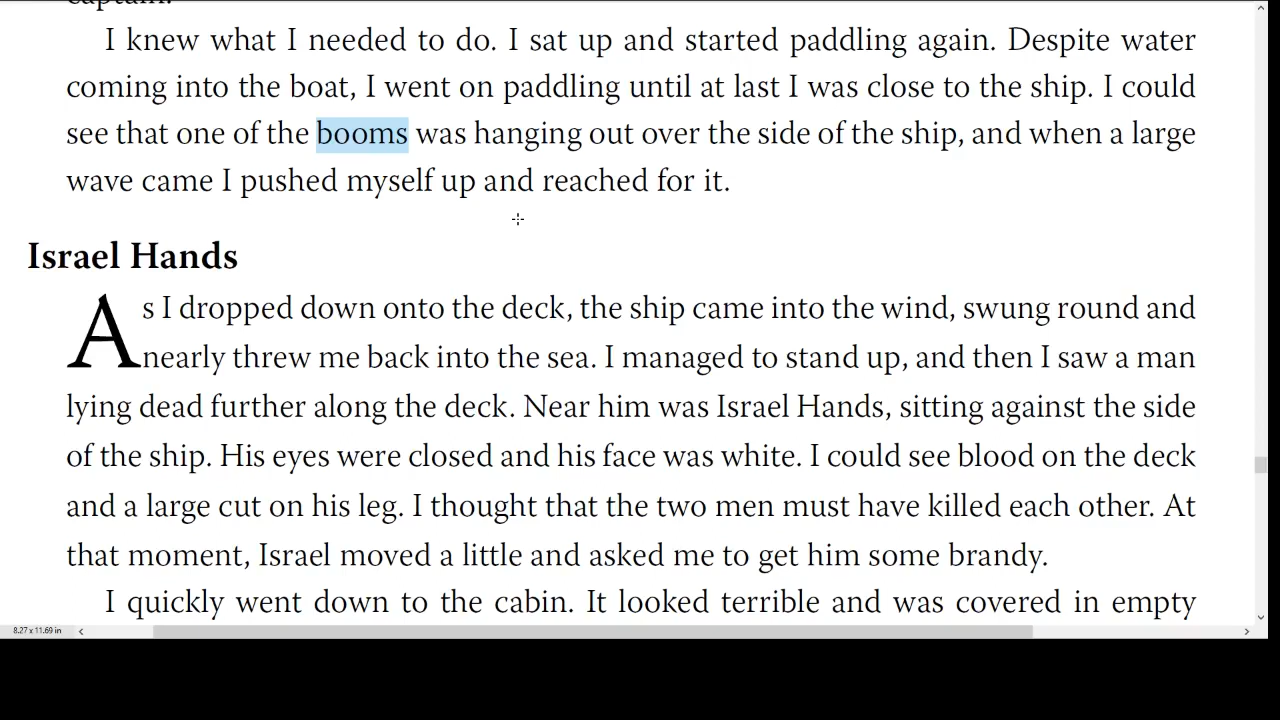 captain.
I knew what I needed to do. I sat up and started paddling again. Despite water
coming into the boat, I went on paddling until at last I was close to the ship. I could
see that one of the booms was hanging out over the side of the ship, and when a large
wave came I pushed myself up and reached for it.
Israel Hands
As I dropped down onto the deck, the ship came into the wind, swung round and
nearly threw me back into the sea. I managed to stand up, and then I saw a man
lying dead further along the deck. Near him was Israel Hands, sitting against the side
of the ship. His eyes were closed and his face was white. I could see blood on the deck
and a large cut on his leg. I thought that the two men must have killed each other. At
that moment, Israel moved a little and asked me to get him some brandy.
I quickly went down to the cabin. It looked terrible and was covered in empty
8.27 x 11.69 in